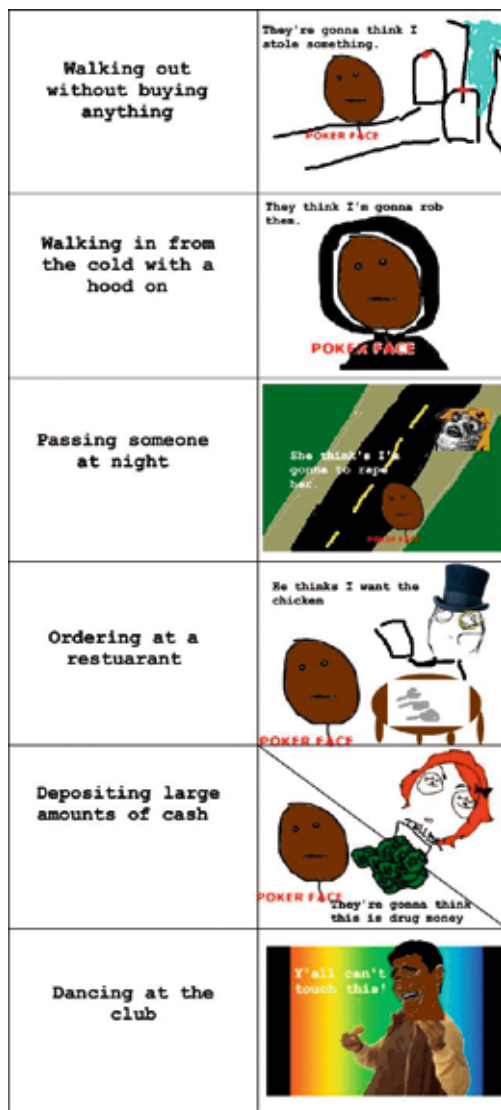 They're gonna think I
stole something.
Walking out
without buying
anything
POKER FACE
They think I'm gonna rob
them.
Walking in from
the cold with a
hood on
POKER FACE
Passing someone
at night
She think's I'm
gonna to rape
her.
POKER FACE
He thinks I want the
chicken
Ordering at a
restuarant
POKER FACE
Depositing large
amounts of cash
POKER FACE
They're gonna think
this is drug money
Dancing at the
club
Y'all can't
touch this!